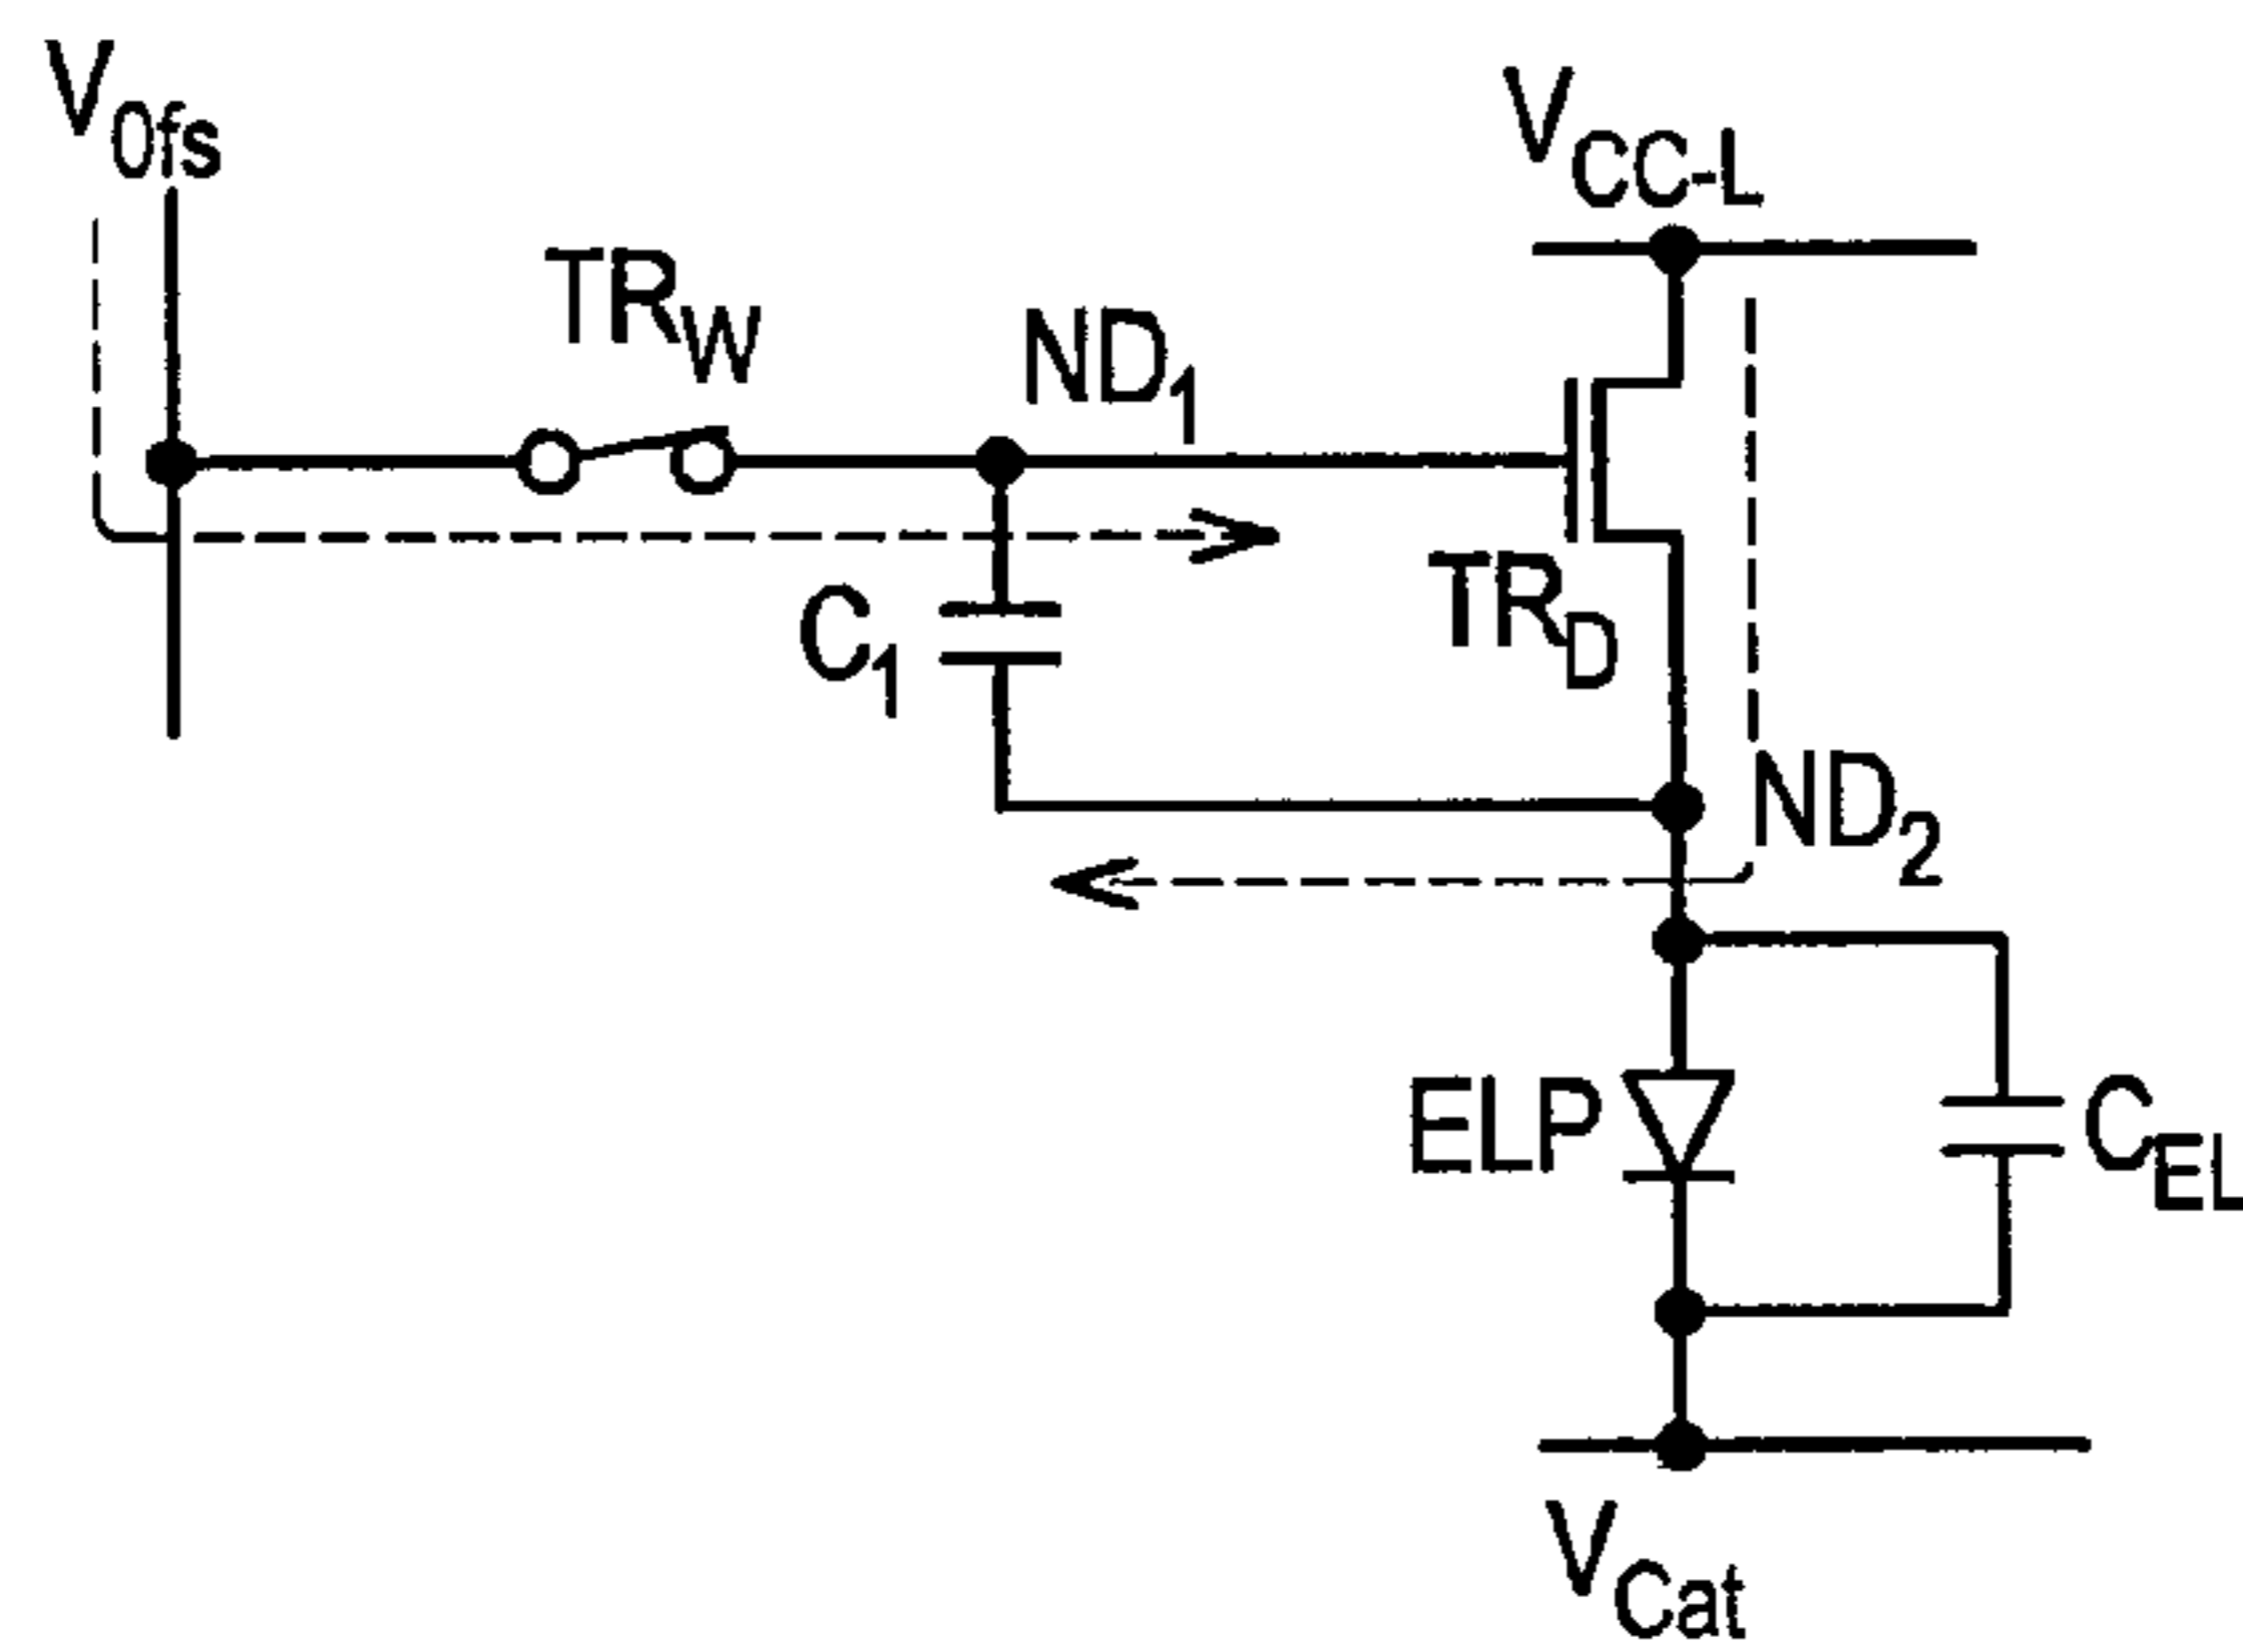 V0fs
VCC-L
TRW
ND1
C1
TRD
ND2
ELP
CEL
VCat